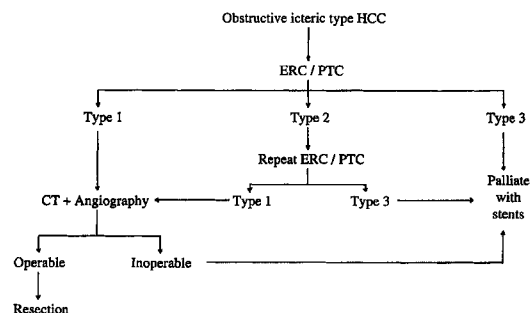 Obstructive icteric type HCC
ERC / PTC
Type 1
Type 2
Type 3
Repeat ERC / PTC
CT + Angiography
Type 1
Type 3
Palliate
with
stents
Operable
Inoperable
Resection